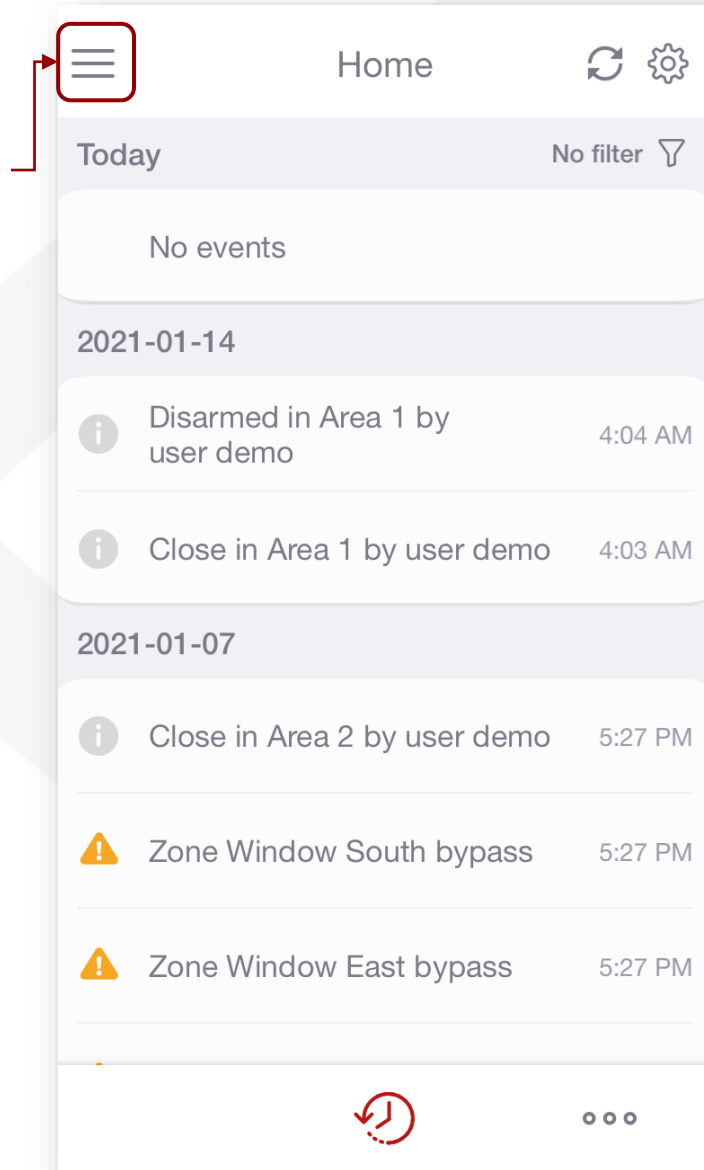 Home
Today
No filter
No events
2021-01-14
Disarmed in Area 1 by
user demo
4:04 AM
Close in Area 1 by user demo
4:03 AM
2021-01-07
Close in Area 2 by user demo
5:27 PM
Zone Window South bypass
5:27 PM
Zone Window East bypass
5:27 PM